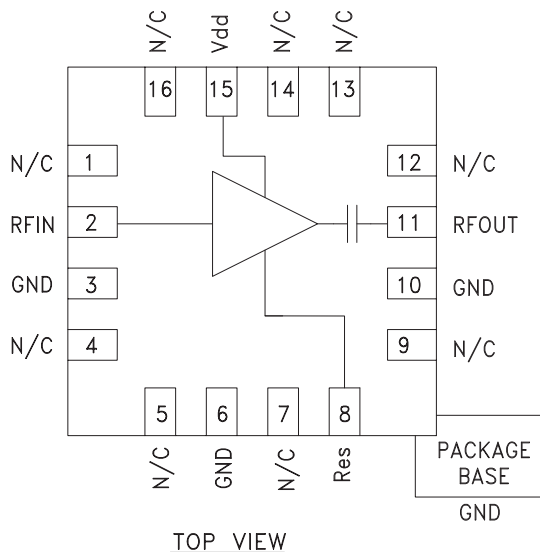 N/C
Vdd
N/C
N/C
16
15
14
13
N/C
1
12
N/C
RFIN
2
11
RFOUT
GND
3
10
GND
N/C
4
9
N/C
5
6
7
8
N/C
GND
N/C
Res
PACKAGE
BASE
GND
TOP VIEW